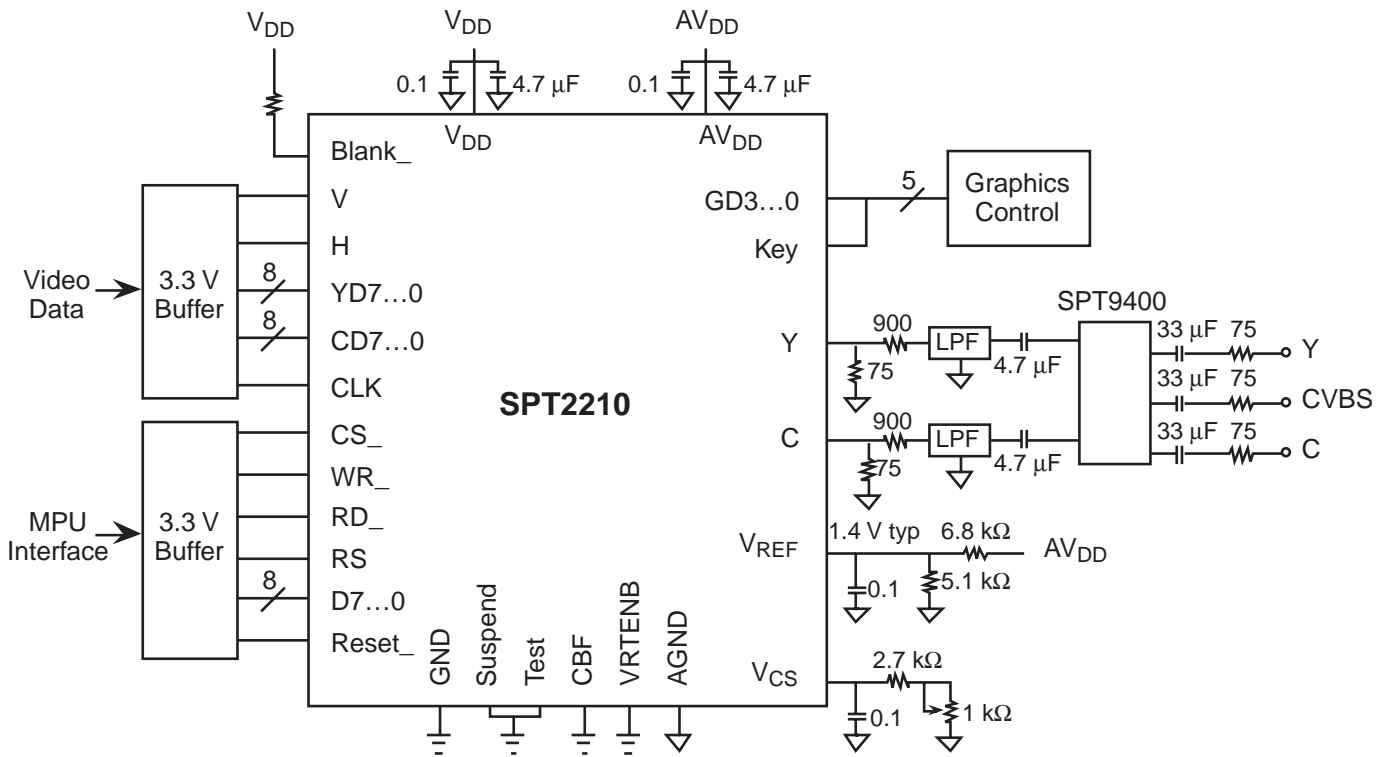 VDD
VDD
AVDD
0.1
4.7 μF
0.1
4.7 μF
VDD
AVDD
Blank_
V
H
YD7...0
CD7...0
CLK
CS_
WR_
RD_
RS
D7...0
Reset_
Video
Data
3.3 V
Buffer
8
8
MPU
Interface
3.3 V
Buffer
8
SPT2210
GND
Suspend
Test
CBF
VRTENB
AGND
GD3...0
Key
5
Graphics
Control
Y
900
75
LPF
4.7 μF
C
900
75
LPF
4.7 μF
SPT9400
33 μF
75
Y
33 μF
75
CVBS
33 μF
75
C
VREF
1.4 V typ
6.8 kΩ
AVDD
0.1
5.1 kΩ
VCS
2.7 kΩ
0.1
1 kΩ